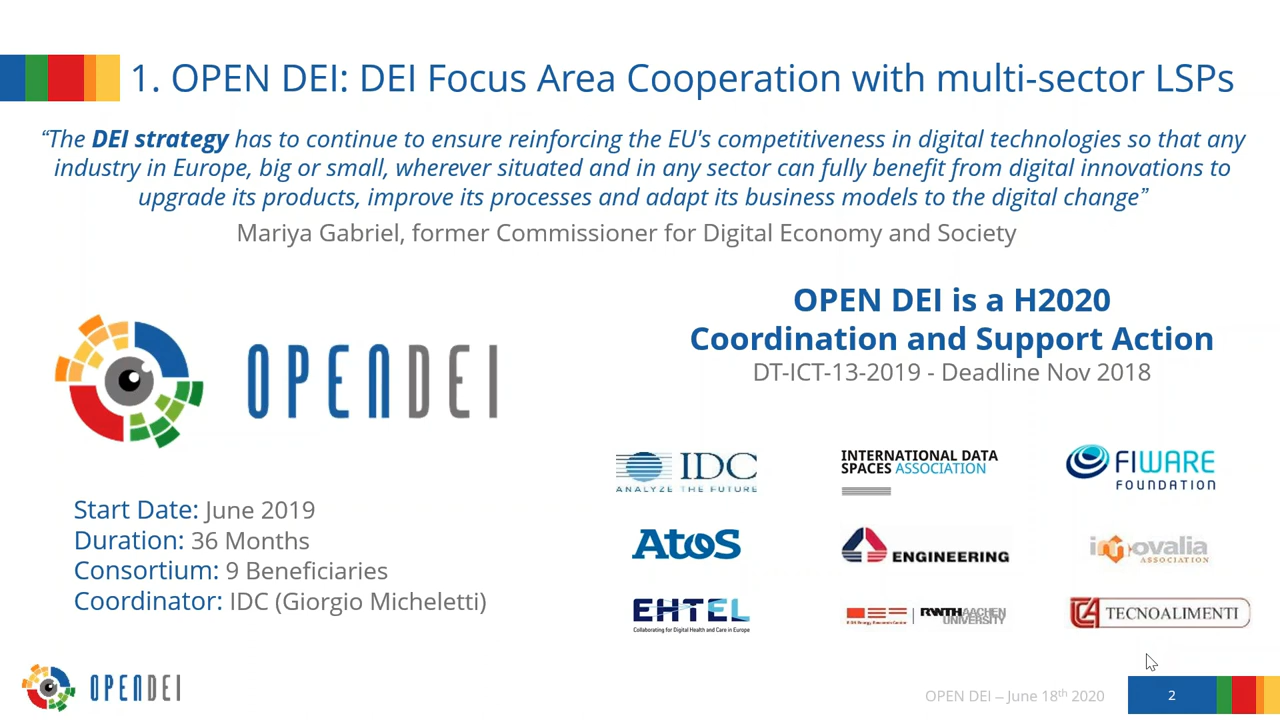 1. OPEN DEI: DEI Focus Area Cooperation with multi-sector LSPs
“The DEI strategy has to continue to ensure reinforcing the EU's competitiveness in digital technologies so that any
industry in Europe, big or small, wherever situated and in any sector can fully benefit from digital innovations to
upgrade its products, improve its processes and adapt its business models to the digital change”
Mariya Gabriel, former Commissioner for Digital Economy and Society
OPEN DEI is a H2020
Coordination and Support Action
DT-ICT-13-2019 - Deadline Nov 2018
OPENDEI
Start Date: June 2019
Duration: 36 Months
Consortium: 9 Beneficiaries
Coordinator: IDC (Giorgio Micheletti)
IDC
ANALYZE THE FUTURE
INTERNATIONAL DATA
SPACES ASSOCIATION
FIWARE
FOUNDATION
Atos
ENGINEERING
innovalia
ASSOCIATION
EHTEL
Collaborating for Digital Health and Care in Europe
RWTH AACHEN
UNIVERSITY
TECNOALIMENTI
OPENDEI
OPEN DEI – June 18th 2020
2